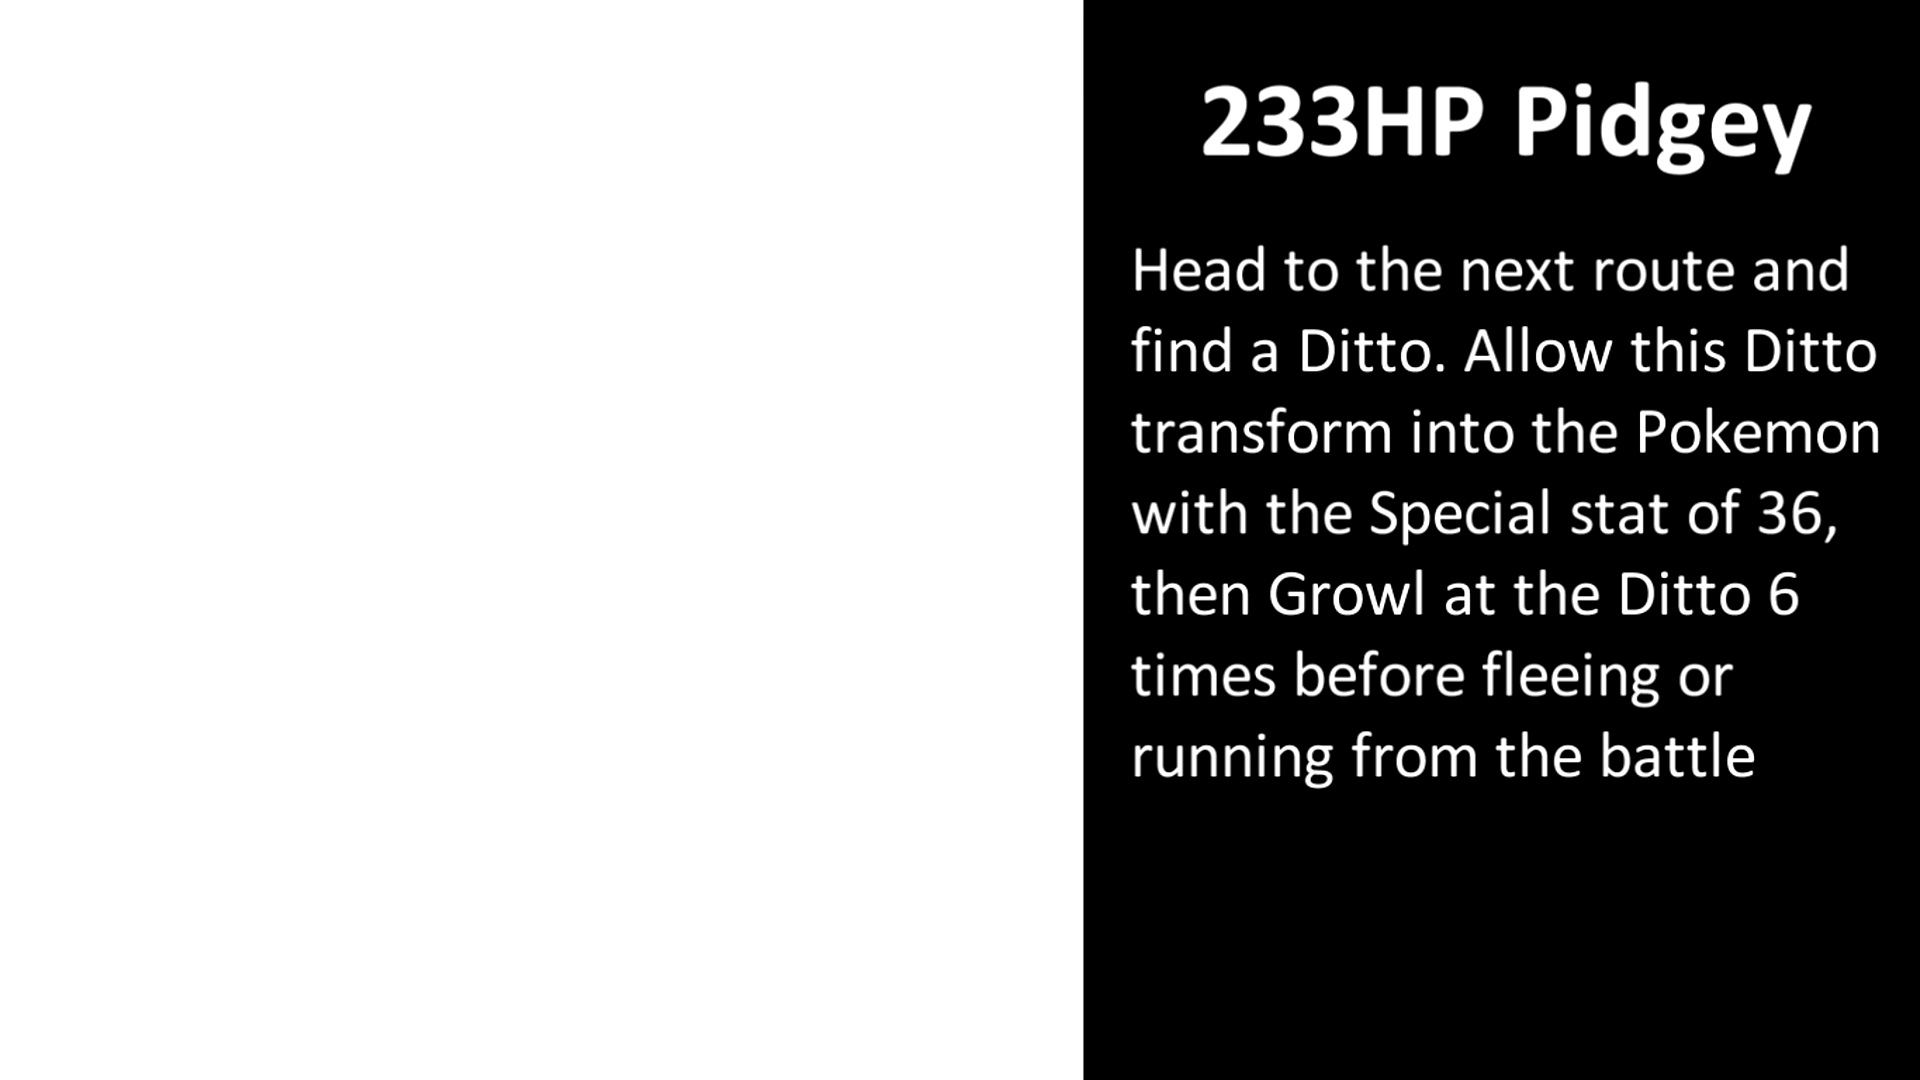 233HP Pidgey
Head to the next route and
find a Ditto. Allow this Ditto
transform into the Pokemon
with the Special stat of 36,
then Growl at the Ditto 6
times before fleeing or
running from the battle